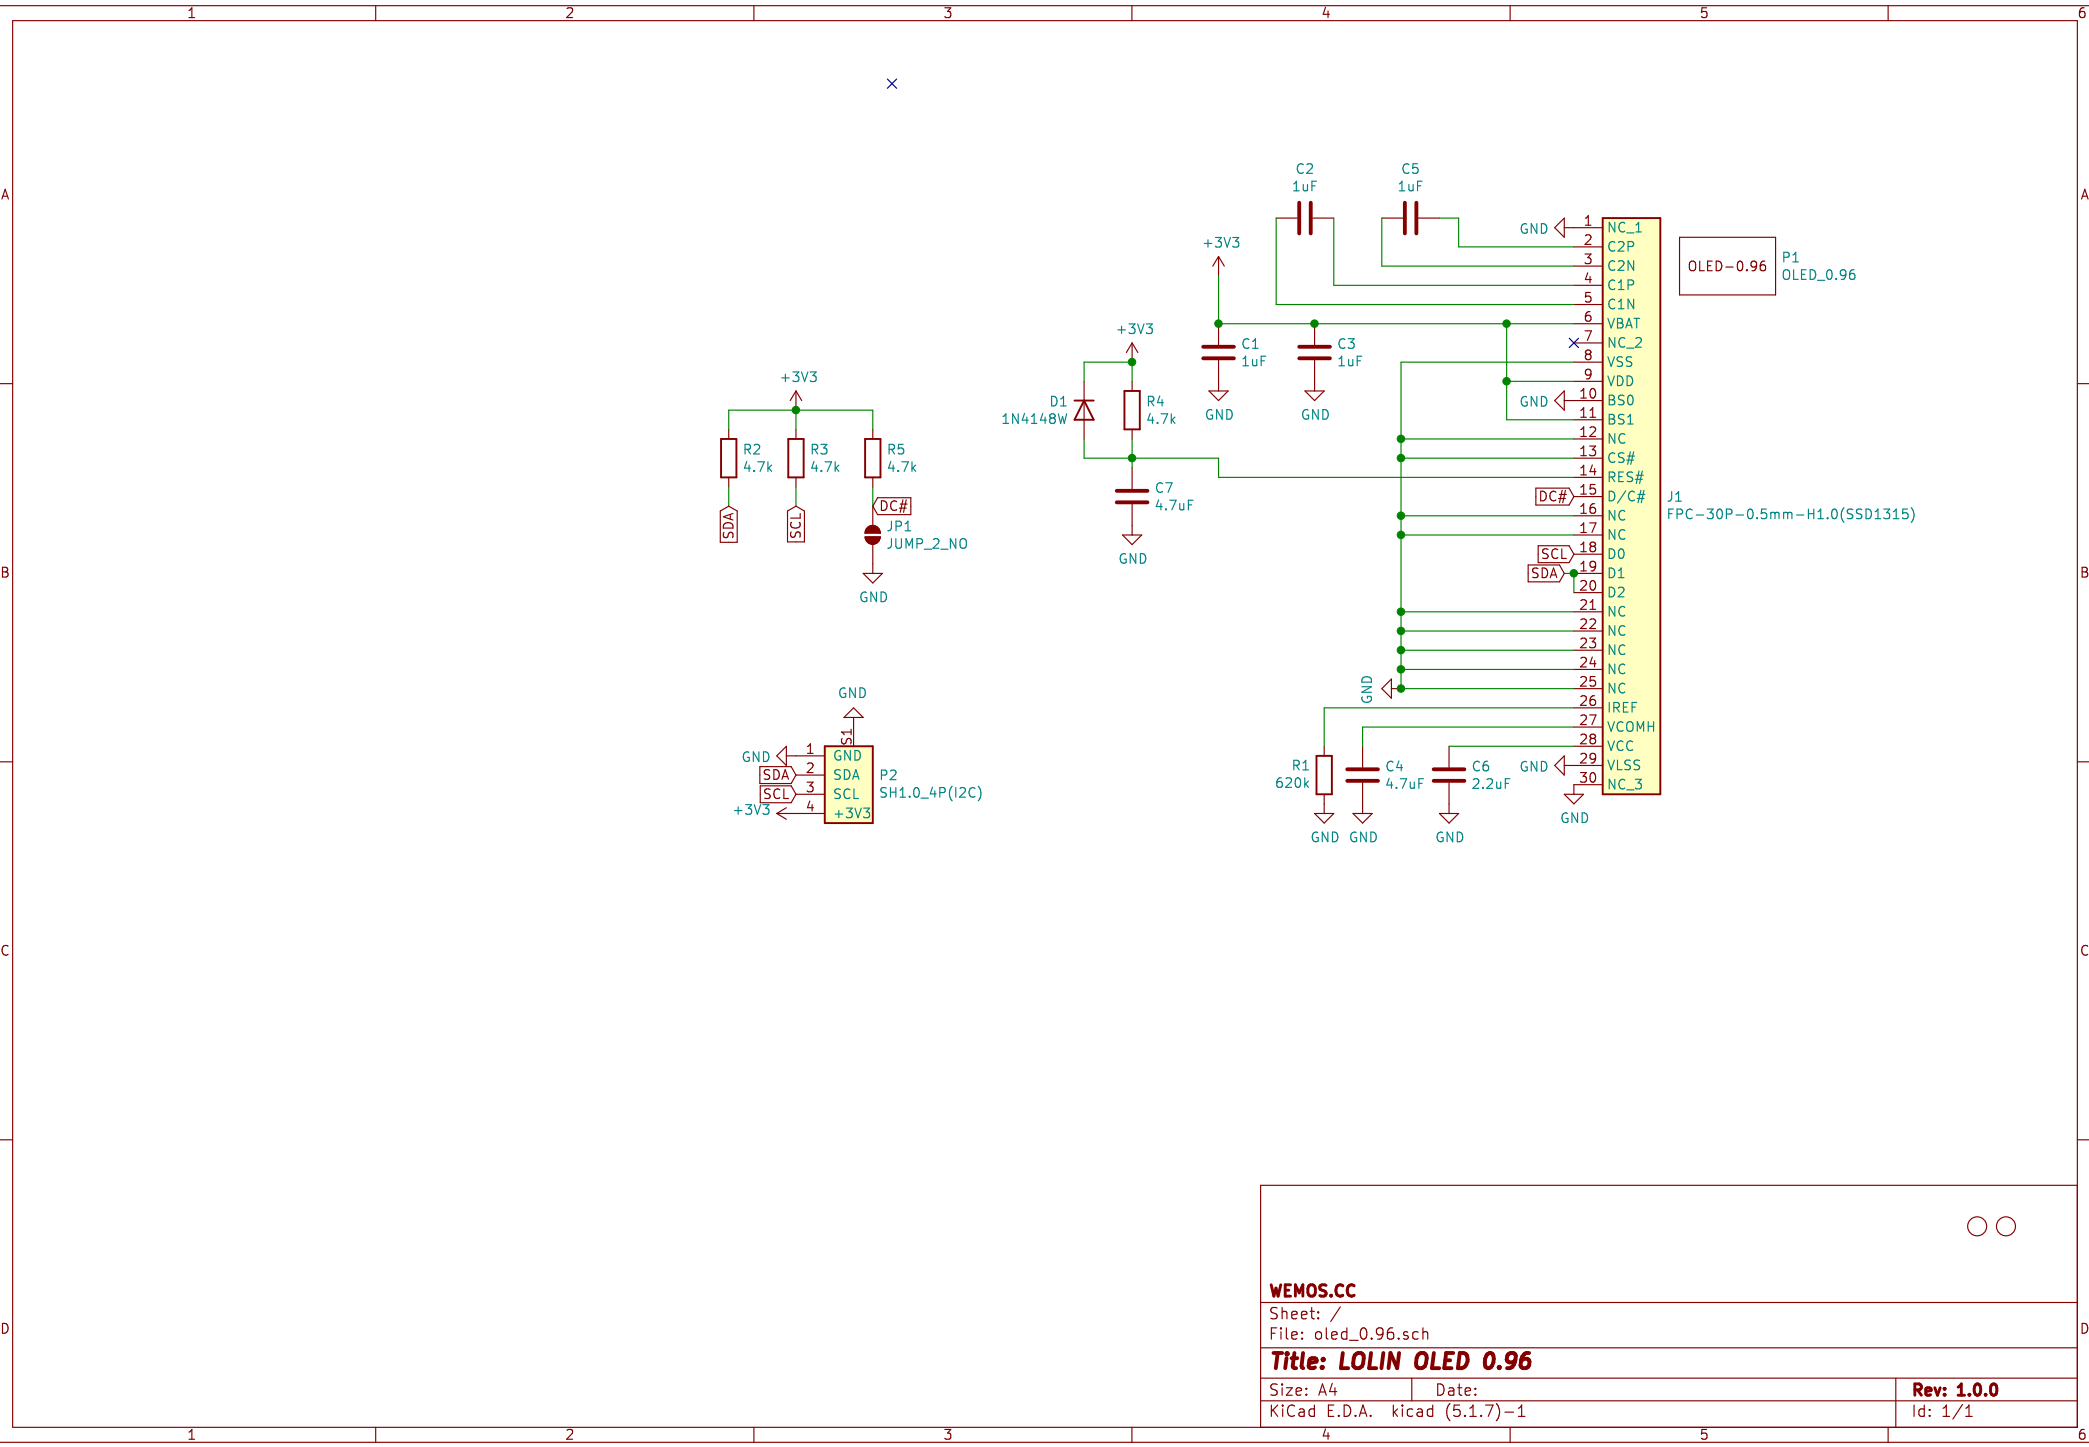 1 2 3 4 5 6
A A
B B
C C
D D
C2
1uF
C5
1uF
+3V3
C1
1uF
GND
C3
1uF
GND
+3V3
D1
1N4148W
R4
4.7k
C7
4.7uF
GND
+3V3
R2
4.7k
R3
4.7k
R5
4.7k
SDA
SCL
DC#
JP1
JUMP_2_NO
GND
GND
S1
GND 1 GND
SDA 2 SDA
SCL 3 SCL
+3V3 4 +3V3
P2
SH1.0_4P(I2C)
GND 1 NC_1
2 C2P
3 C2N
4 C1P
5 C1N
6 VBAT
7 NC_2
8 VSS
9 VDD
GND 10 BS0
11 BS1
12 NC
13 CS#
14 RES#
DC# 15 D/C#
16 NC
17 NC
SCL 18 D0
SDA 19 D1
20 D2
21 NC
22 NC
23 NC
24 NC
GND 25 NC
26 IREF
27 VCOMH
28 VCC
GND 29 VLSS
30 NC_3
GND
J1
FPC-30P-0.5mm-H1.0(SSD1315)
OLED-0.96
P1
OLED_0.96
R1
620k
GND
C4
4.7uF
GND
C6
2.2uF
GND
WEMOS.CC
Sheet: /
File: oled_0.96.sch
Title: LOLIN OLED 0.96
Size: A4 Date: Rev: 1.0.0
KiCad E.D.A. kicad (5.1.7)-1 Id: 1/1
1 2 3 4 5 6